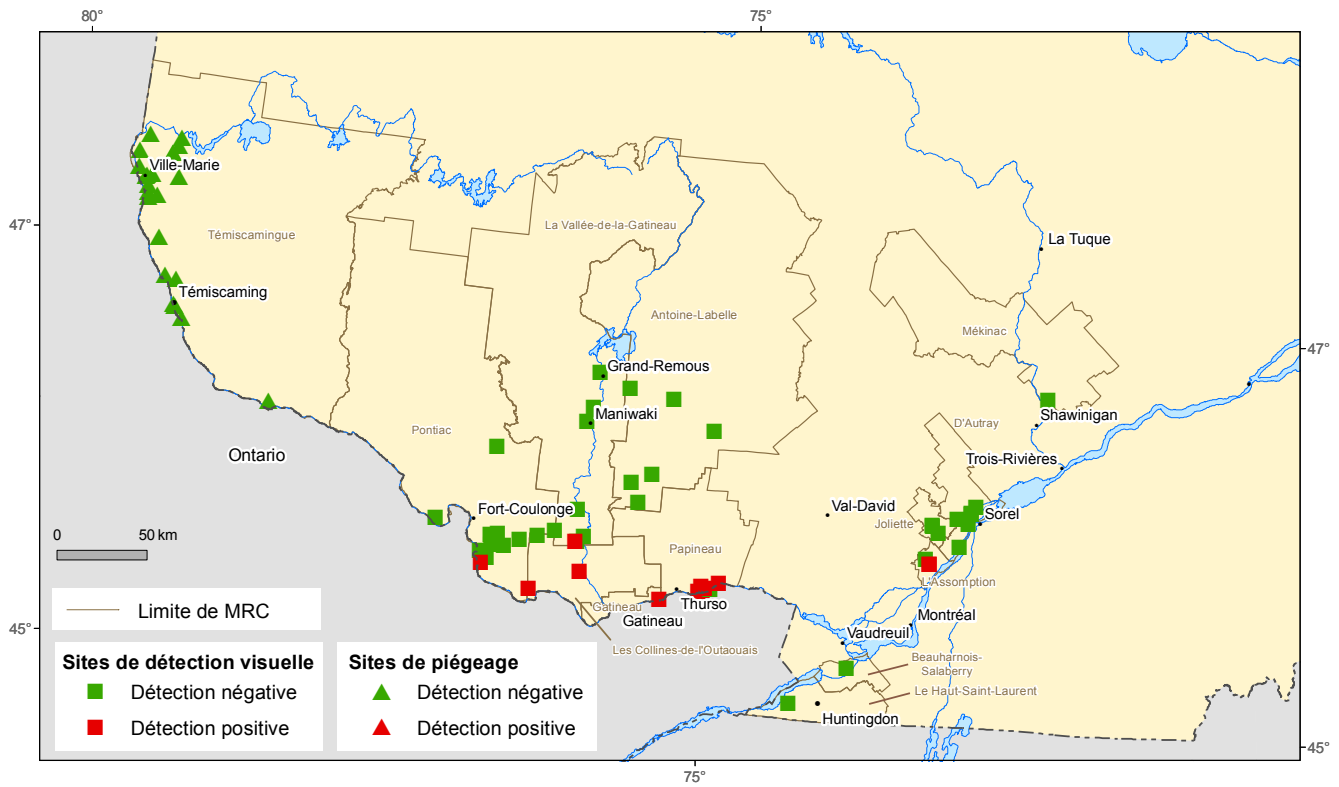 80°
75°
Ville-Marie
47°
Témiscamingue
La Vallée-de-la-Gatineau
La Tuque
Témiscaming
Antoine-Labelle
Mékinac
47°
Grand-Remous
Maniwaki
Shawinigan
Pontiac
D'Autray
Ontario
Trois-Rivières
Fort-Coulonge
Val-David
Sorel
Joliette
0
50 km
Papineau
L'Assomption
Limite de MRC
Gatineau
Thurso
Gatineau
Montréal
45°
Vaudreuil
Les Collines-de-l'Outaouais
Beauharnois-
Salaberry
Le Haut-Saint-Laurent
Huntingdon
Sites de détection visuelle
Détection négative
Détection positive
Sites de piégeage
Détection négative
Détection positive
45°
75°